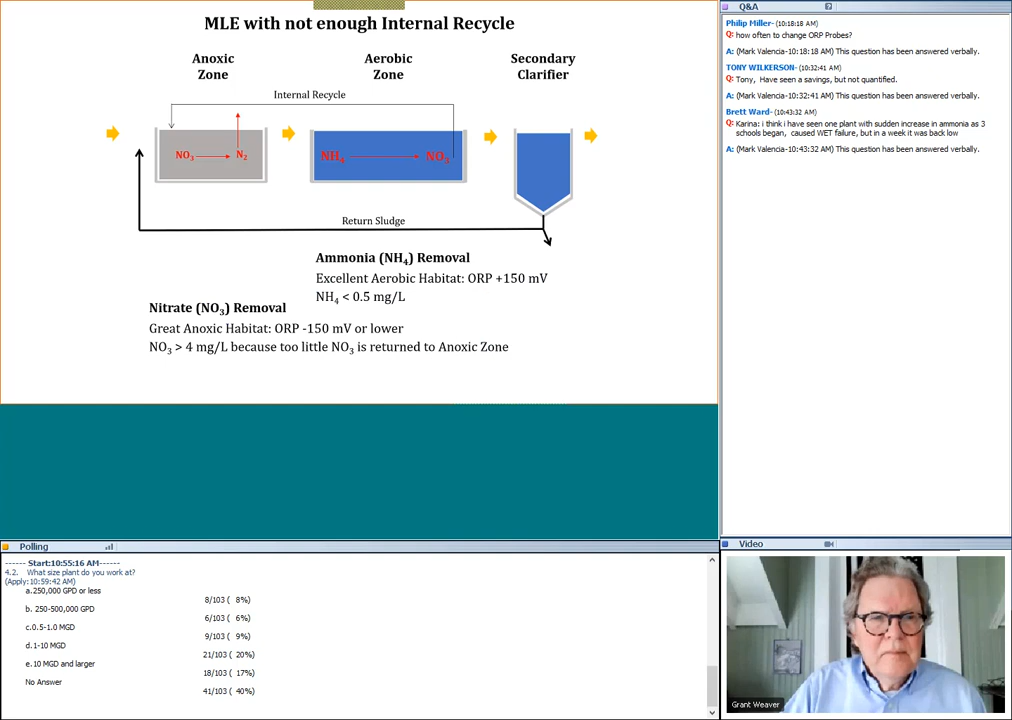 MLE with not enough Internal Recycle
Anoxic
Zone
Aerobic
Zone
Secondary
Clarifier
Internal Recycle
NO3
N2
NH4
NO3
Return Sludge
Ammonia (NH4) Removal
Excellent Aerobic Habitat: ORP +150 mV
NH4 < 0.5 mg/L
Nitrate (NO3) Removal
Great Anoxic Habitat: ORP -150 mV or lower
NO3 > 4 mg/L because too little NO3 is returned to Anoxic Zone
Q&A
Philip Miller- (10:18:18 AM)
Q: how often to change ORP Probes?
A: (Mark Valencia-10:18:18 AM) This question has been answered verbally.
TONY WILKERSON- (10:32:41 AM)
Q: Tony, Have seen a savings, but not quantified.
A: (Mark Valencia-10:32:41 AM) This question has been answered verbally.
Brett Ward- (10:43:32 AM)
Q: Karina: i think i have seen one plant with sudden increase in ammonia as 3
schools began, caused WET failure, but in a week it was back low
A: (Mark Valencia-10:43:32 AM) This question has been answered verbally.
Polling
------ Start:10:55:16 AM------
4.2. What size plant do you work at?
(Apply:10:59:42 AM)
a.250,000 GPD or less
8/103 ( 8%)
b. 250-500,000 GPD
6/103 ( 6%)
c.0.5-1.0 MGD
9/103 ( 9%)
d.1-10 MGD
21/103 ( 20%)
e.10 MGD and larger
18/103 ( 17%)
No Answer
41/103 ( 40%)
Video
Grant Weaver